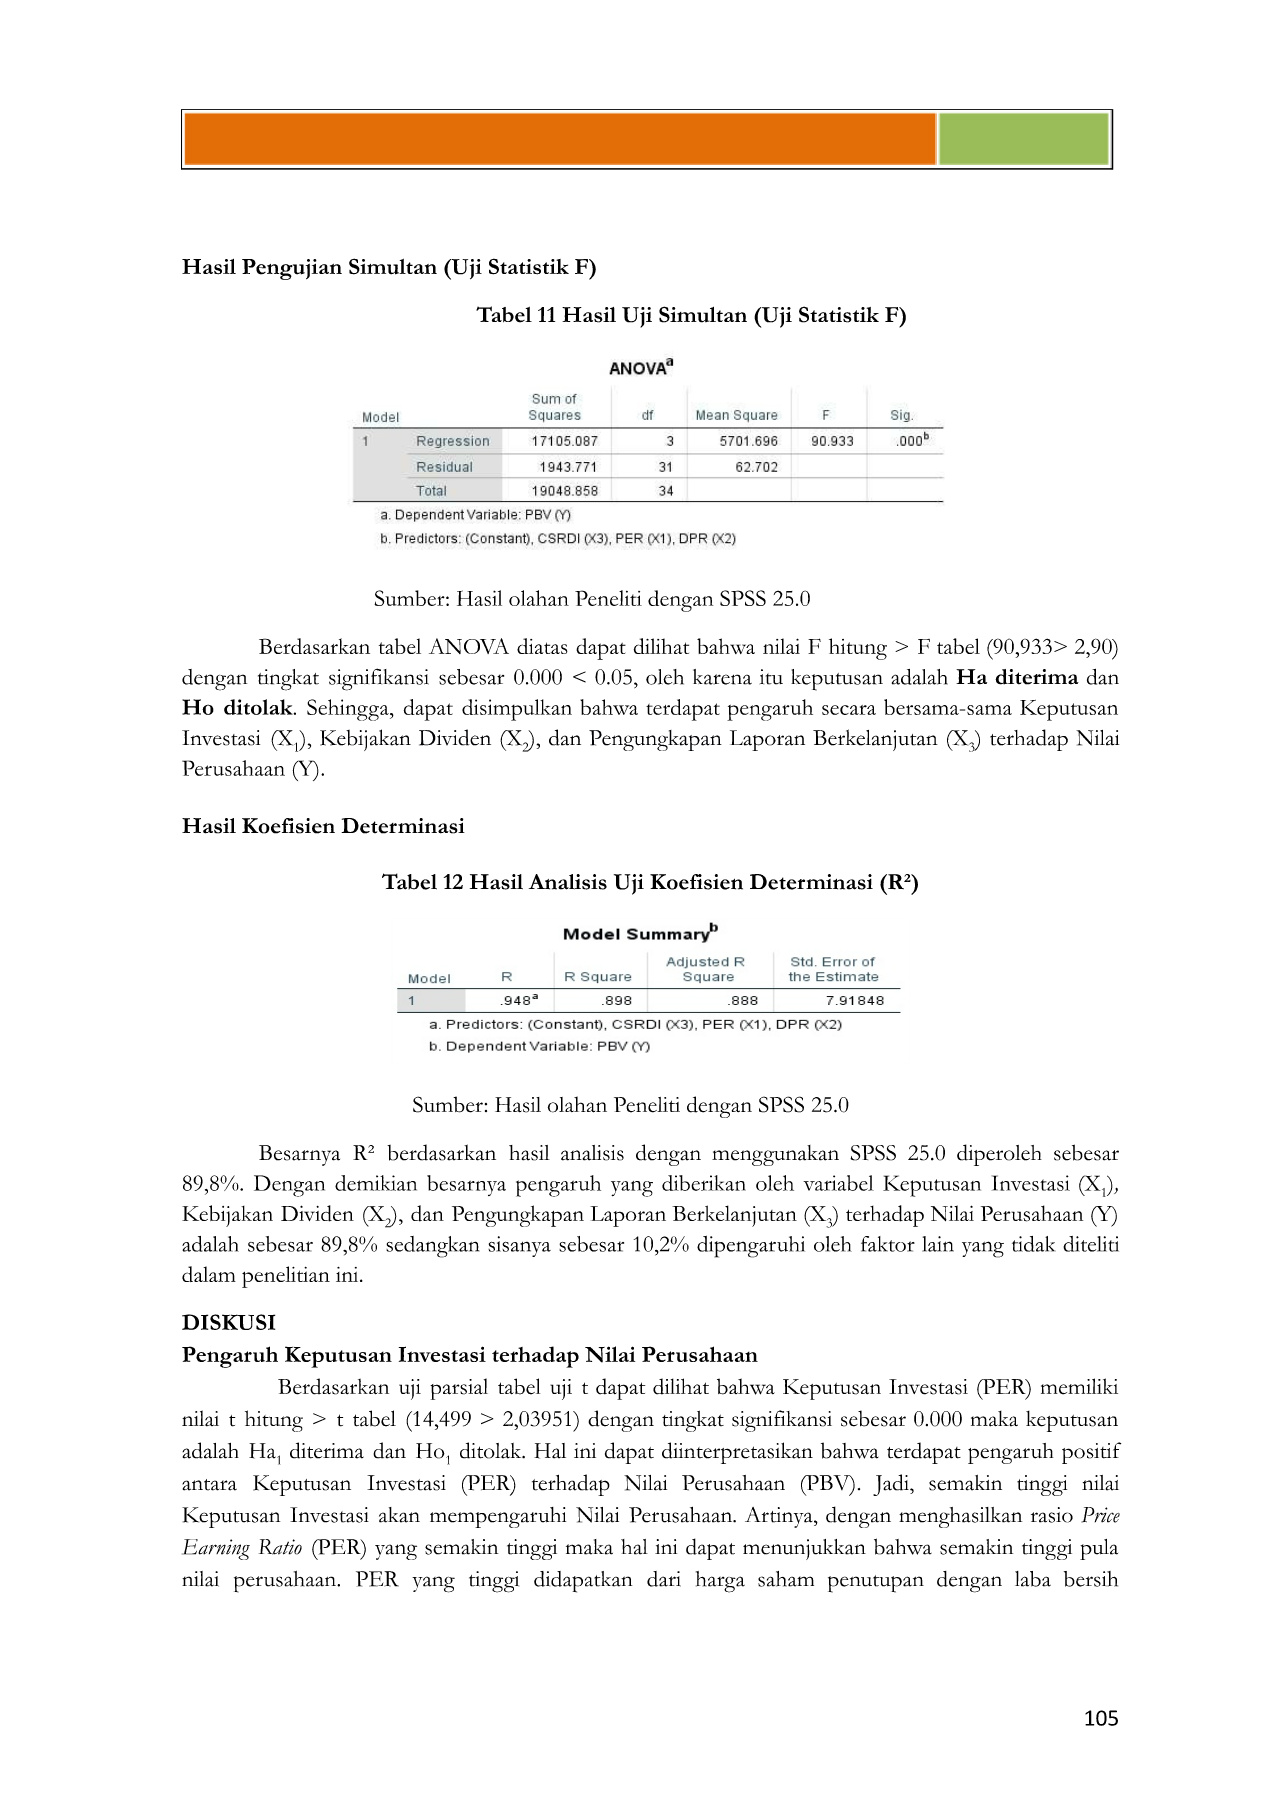 Hasil Pengujian Simultan (Uji Statistik F)
Tabel 11 Hasil Uji Simultan (Uji Statistik F)
ANOVAª
Model Sum of Squares df Mean Square F Sig.
1 Regression 17105.087 3 5701.696 90.933 .000ᵇ
Residual 1943.771 31 62.702
Total 19048.858 34
a. Dependent Variable: PBV (Y)
b. Predictors: (Constant), CSRDI (X3), PER (X1), DPR (X2)
Sumber: Hasil olahan Peneliti dengan SPSS 25.0
Berdasarkan tabel ANOVA diatas dapat dilihat bahwa nilai F hitung > F tabel (90,933> 2,90)
dengan tingkat signifikansi sebesar 0.000 < 0.05, oleh karena itu keputusan adalah Ha diterima dan
Ho ditolak. Sehingga, dapat disimpulkan bahwa terdapat pengaruh secara bersama-sama Keputusan
Investasi (X₁), Kebijakan Dividen (X₂), dan Pengungkapan Laporan Berkelanjutan (X₃) terhadap Nilai
Perusahaan (Y).
Hasil Koefisien Determinasi
Tabel 12 Hasil Analisis Uji Koefisien Determinasi (R²)
Model Summaryᵇ
Model R R Square Adjusted R Square Std. Error of the Estimate
1 .948ª .898 .888 7.91848
a. Predictors: (Constant), CSRDI (X3), PER (X1), DPR (X2)
b. Dependent Variable: PBV (Y)
Sumber: Hasil olahan Peneliti dengan SPSS 25.0
Besarnya R² berdasarkan hasil analisis dengan menggunakan SPSS 25.0 diperoleh sebesar
89,8%. Dengan demikian besarnya pengaruh yang diberikan oleh variabel Keputusan Investasi (X₁),
Kebijakan Dividen (X₂), dan Pengungkapan Laporan Berkelanjutan (X₃) terhadap Nilai Perusahaan (Y)
adalah sebesar 89,8% sedangkan sisanya sebesar 10,2% dipengaruhi oleh faktor lain yang tidak diteliti
dalam penelitian ini.
DISKUSI
Pengaruh Keputusan Investasi terhadap Nilai Perusahaan
Berdasarkan uji parsial tabel uji t dapat dilihat bahwa Keputusan Investasi (PER) memiliki
nilai t hitung > t tabel (14,499 > 2,03951) dengan tingkat signifikansi sebesar 0.000 maka keputusan
adalah Ha₁ diterima dan Ho₁ ditolak. Hal ini dapat diinterpretasikan bahwa terdapat pengaruh positif
antara Keputusan Investasi (PER) terhadap Nilai Perusahaan (PBV). Jadi, semakin tinggi nilai
Keputusan Investasi akan mempengaruhi Nilai Perusahaan. Artinya, dengan menghasilkan rasio Price
Earning Ratio (PER) yang semakin tinggi maka hal ini dapat menunjukkan bahwa semakin tinggi pula
nilai perusahaan. PER yang tinggi didapatkan dari harga saham penutupan dengan laba bersih
105